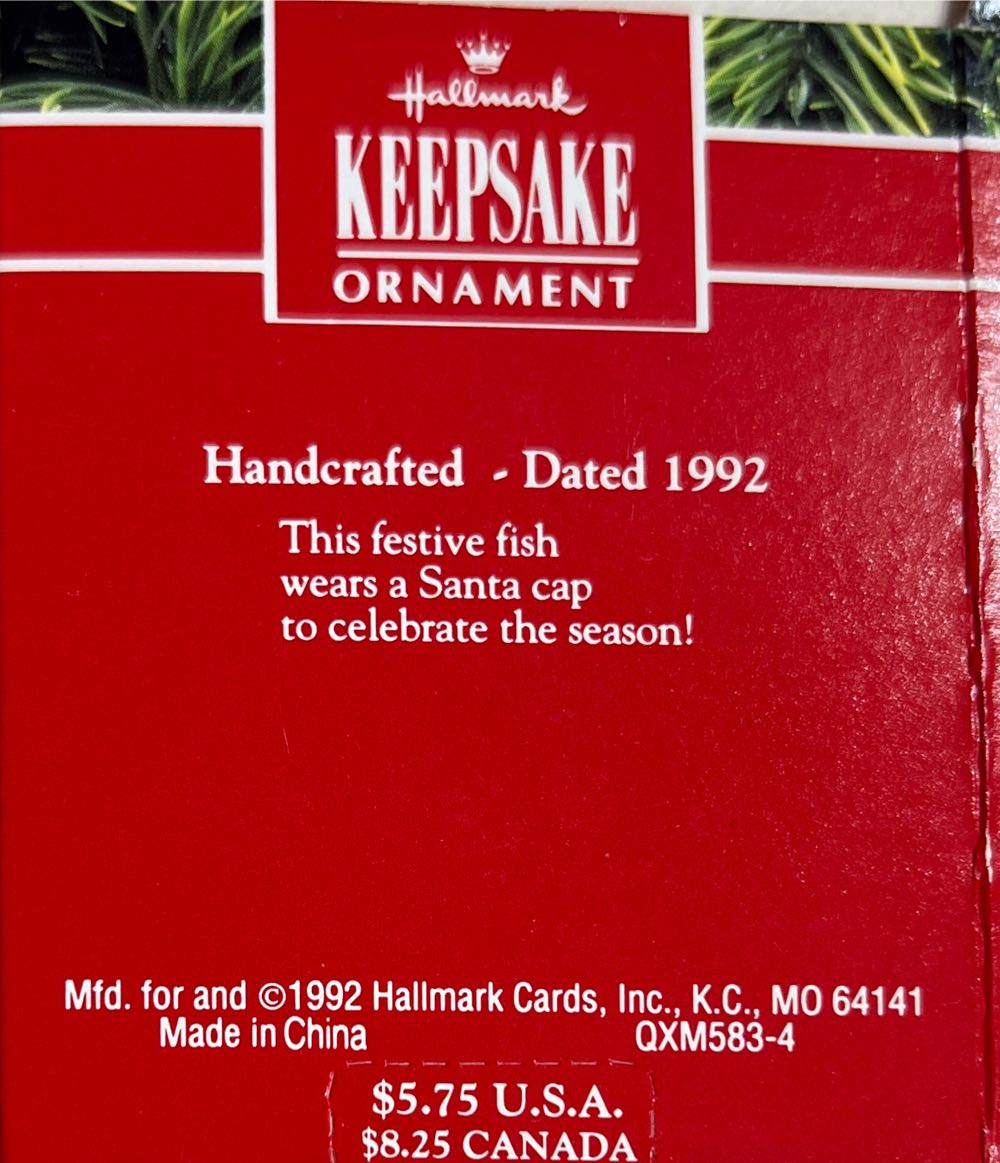 Hallmark
KEEPSAKE
ORNAMENT
Handcrafted - Dated 1992
This festive fish
wears a Santa cap
to celebrate the season!
Mfd. for and ©1992 Hallmark Cards, Inc., K.C., MO 64141
Made in China QXM583-4
$5.75 U.S.A.
$8.25 CANADA